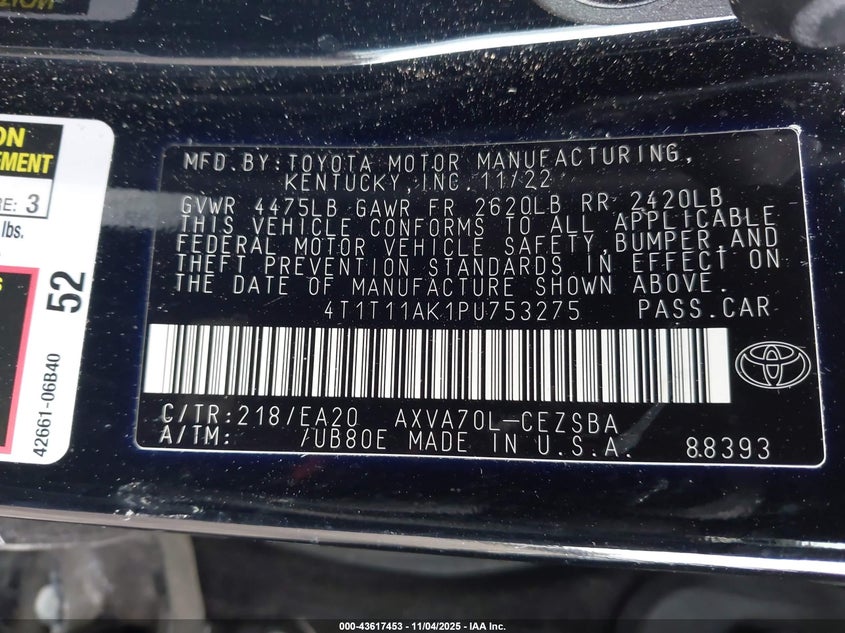 ON
EMENT
RE: 3
lbs.
S
52
42661-06B40
MFD.BY:TOYOTA MOTOR MANUFACTURING,
KENTUCKY,INC.11/22
GVWR 4475LB GAWR FR 2620LB RR 2420LB
THIS VEHICLE CONFORMS TO ALL APPLICABLE
FEDERAL MOTOR VEHICLE SAFETY,BUMPER,AND
THEFT PREVENTION STANDARDS IN EFFECT ON
THE DATE OF MANUFACTURE SHOWN ABOVE.
4T1T11AK1PU753275 PASS.CAR
C/TR:218/EA20 AXVA70L-CEZSBA
A/TM: /UB80E MADE IN U.S.A. 88393
000-43617453 - 11/04/2025 - IAA Inc.